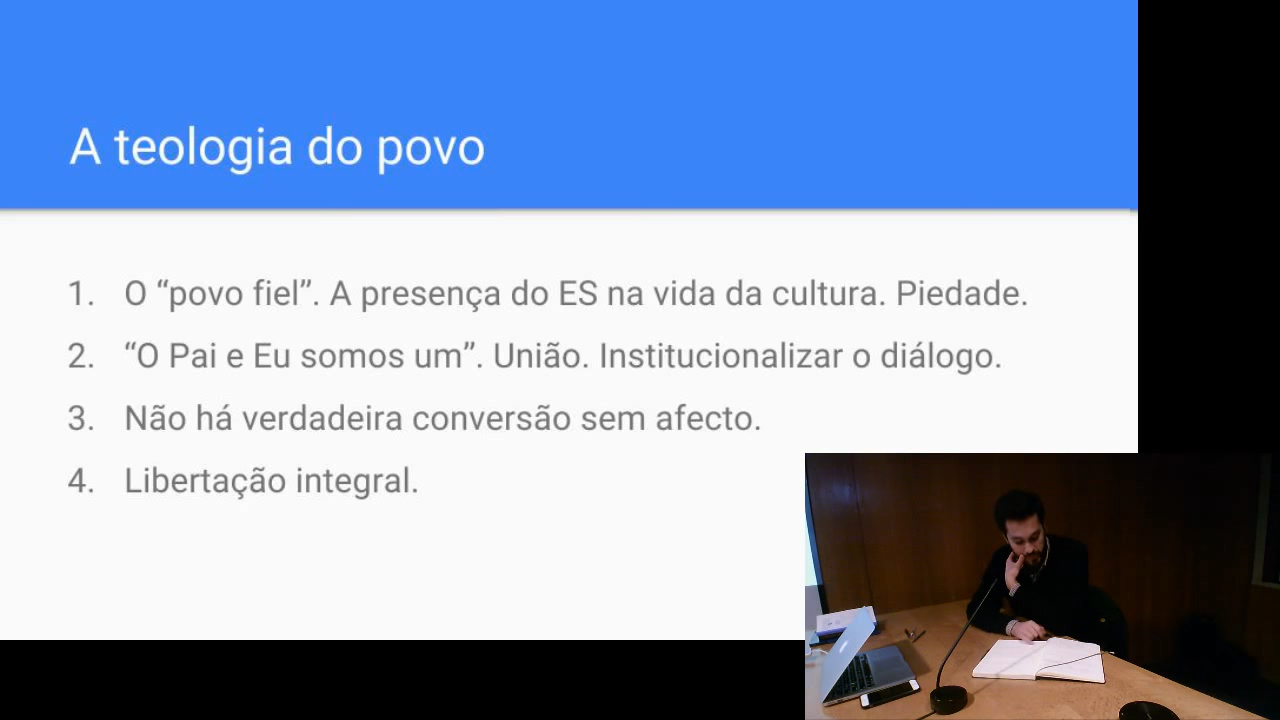 A teologia do povo
1. O “povo fiel”. A presença do ES na vida da cultura. Piedade.
2. “O Pai e Eu somos um”. União. Institucionalizar o diálogo.
3. Não há verdadeira conversão sem afecto.
4. Libertação integral.